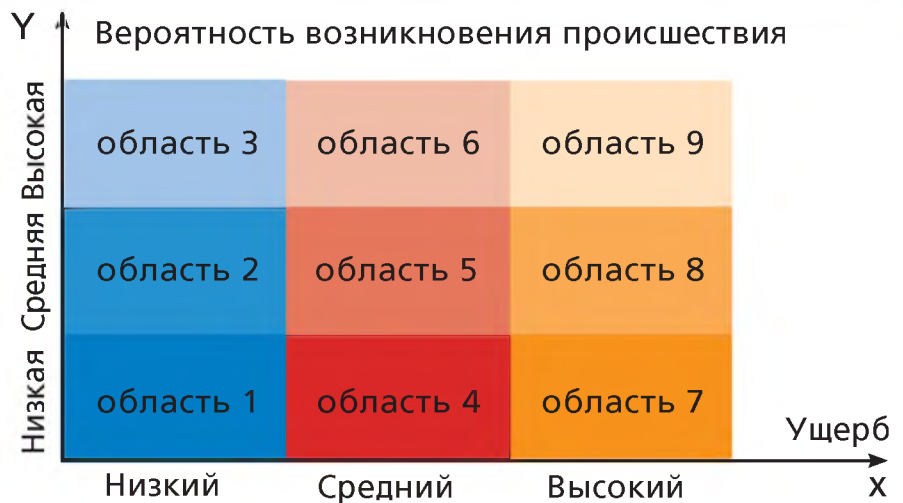 Y
Вероятность возникновения происшествия
Высокая
область 3 область 6 область 9
Средняя
область 2 область 5 область 8
Низкая
область 1 область 4 область 7
Ущерб
Низкий Средний Высокий
X